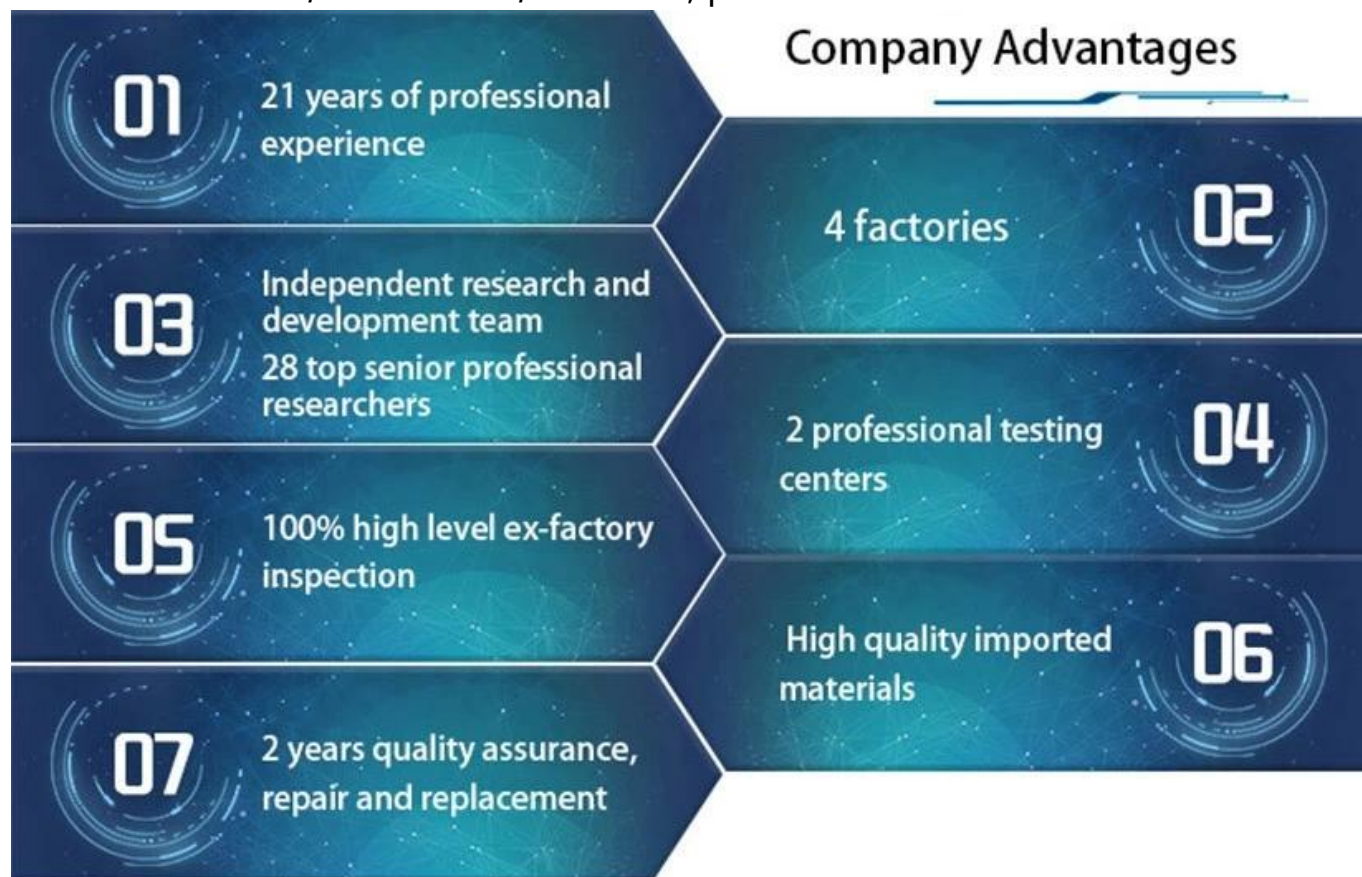 Company Advantages
01
21 years of professional
experience
02
4 factories
03
Independent research and
development team
28 top senior professional
researchers
04
2 professional testing
centers
05
100% high level ex-factory
inspection
06
High quality imported
materials
07
2 years quality assurance,
repair and replacement